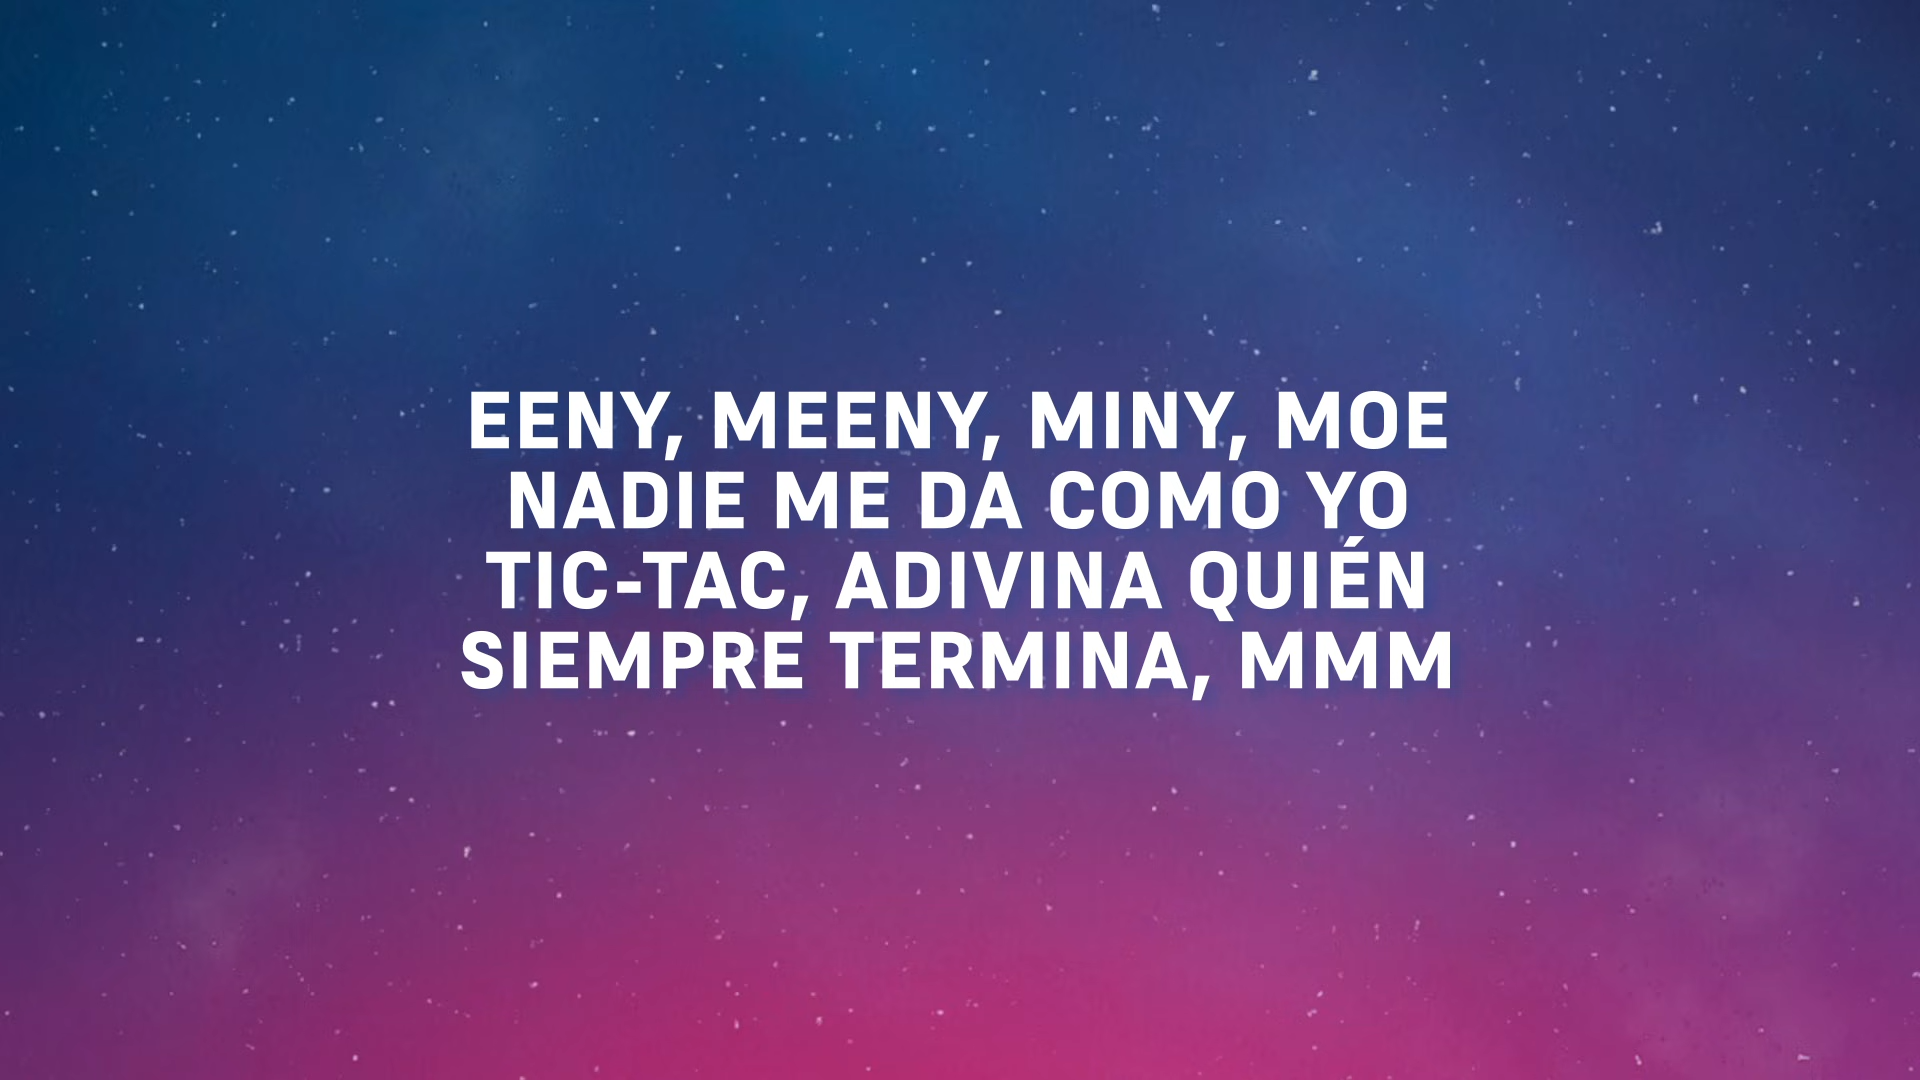 EENY, MEENY, MINY, MOE
NADIE ME DA COMO YO
TIC-TAC, ADIVINA QUIÉN
SIEMPRE TERMINA, MMM